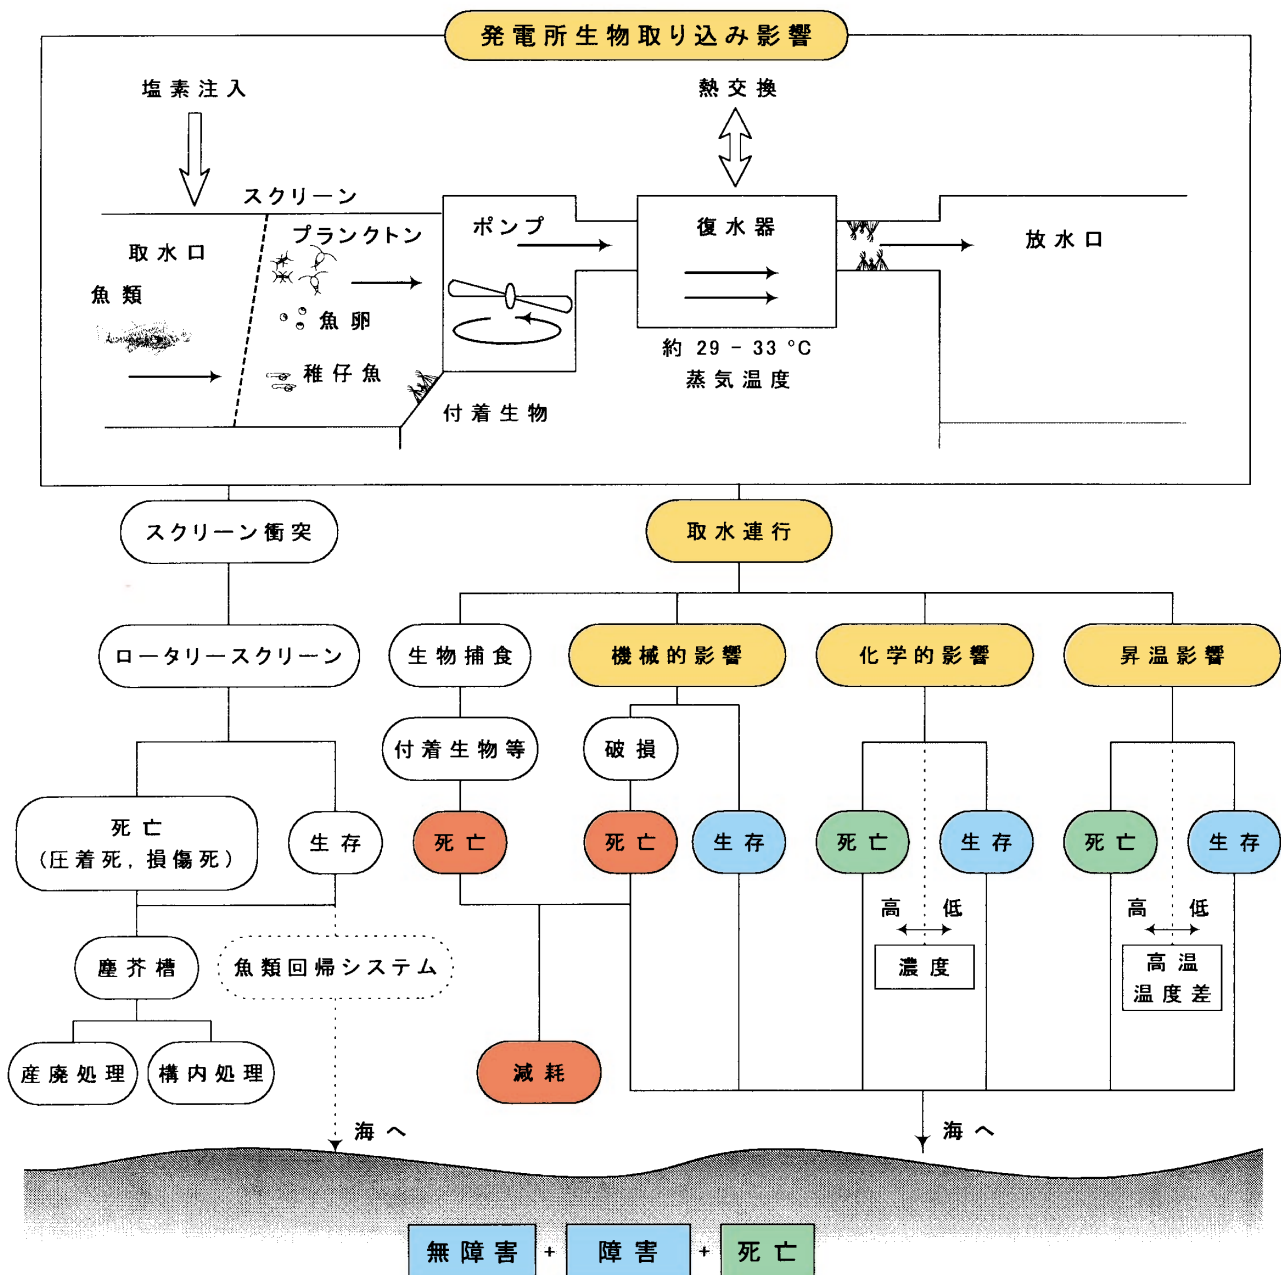 発電所生物取り込み影響
塩素注入
熱交換
スクリーン
取水口
プランクトン
ポンプ
復水器
放水口
魚類
魚卵
稚仔魚
付着生物
約 29 - 33 °C
蒸気温度
スクリーン衝突
取水連行
ロータリースクリーン
生物捕食
機械的影響
化学的影響
昇温影響
付着生物等
破損
死亡
(圧着死, 損傷死)
生存
死亡
死亡
生存
死亡
生存
死亡
生存
高 低
濃度
高 低
高温
温度差
塵芥槽
魚類回帰システム
産廃処理
構内処理
減耗
海へ
海へ
無障害 + 障害 + 死亡